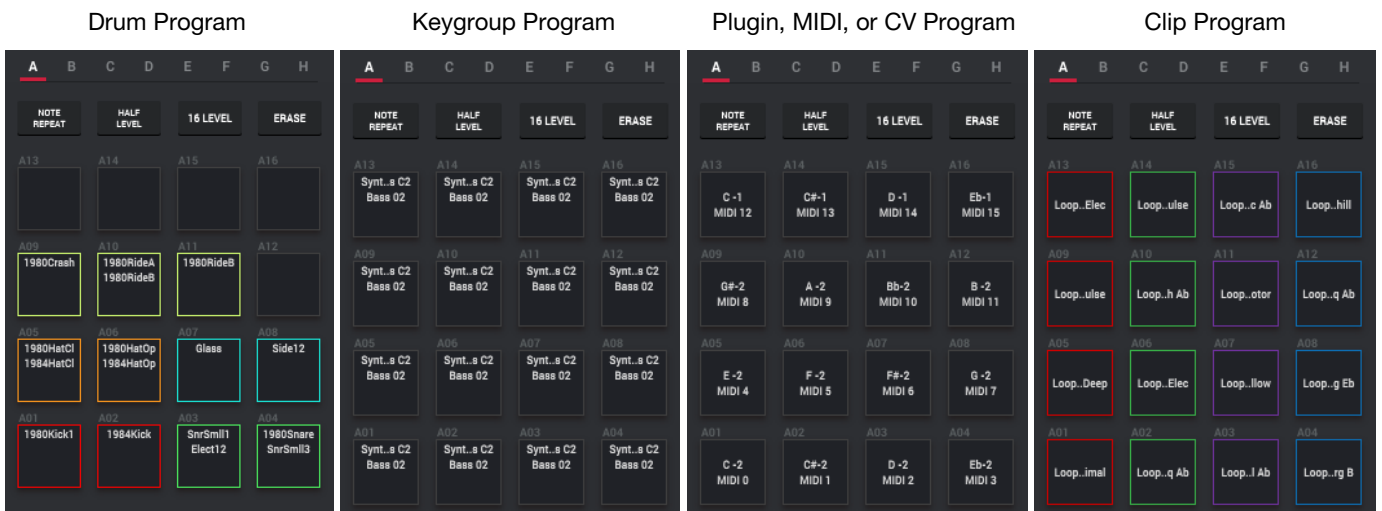 Drum Program
A B C D E F G H
NOTE
REPEAT
HALF
LEVEL
16 LEVEL
ERASE
A13 A14 A15 A16
A09 A10 A11 A12
1980Crash
1980RideA
1980RideB
1980RideB
A05 A06 A07 A08
1980HatCl
1984HatCl
1980HatOp
1984HatOp
Glass
Side12
A01 A02 A03 A04
1980Kick1
1984Kick
SnrSmll1
Elect12
1980Snare
SnrSmll3
Keygroup Program
A B C D E F G H
NOTE
REPEAT
HALF
LEVEL
16 LEVEL
ERASE
A13 A14 A15 A16
Synt..s C2 Synt..s C2 Synt..s C2 Synt..s C2
Bass 02 Bass 02 Bass 02 Bass 02
A09 A10 A11 A12
Synt..s C2 Synt..s C2 Synt..s C2 Synt..s C2
Bass 02 Bass 02 Bass 02 Bass 02
A05 A06 A07 A08
Synt..s C2 Synt..s C2 Synt..s C2 Synt..s C2
Bass 02 Bass 02 Bass 02 Bass 02
A01 A02 A03 A04
Synt..s C2 Synt..s C2 Synt..s C2 Synt..s C2
Bass 02 Bass 02 Bass 02 Bass 02
Plugin, MIDI, or CV Program
A B C D E F G H
NOTE
REPEAT
HALF
LEVEL
16 LEVEL
ERASE
A13 A14 A15 A16
C -1 C#-1 D -1 Eb-1
MIDI 12 MIDI 13 MIDI 14 MIDI 15
A09 A10 A11 A12
G#-2 A -2 Bb-2 B -2
MIDI 8 MIDI 9 MIDI 10 MIDI 11
A05 A06 A07 A08
E -2 F -2 F#-2 G -2
MIDI 4 MIDI 5 MIDI 6 MIDI 7
A01 A02 A03 A04
C -2 C#-2 D -2 Eb-2
MIDI 0 MIDI 1 MIDI 2 MIDI 3
Clip Program
A B C D E F G H
NOTE
REPEAT
HALF
LEVEL
16 LEVEL
ERASE
A13 A14 A15 A16
Loop..Elec Loop..ulse Loop..c Ab Loop..hill
A09 A10 A11 A12
Loop..ulse Loop..h Ab Loop..otor Loop..q Ab
A05 A06 A07 A08
Loop..Deep Loop..Elec Loop..llow Loop..g Eb
A01 A02 A03 A04
Loop..imal Loop..q Ab Loop..l Ab Loop..rg B